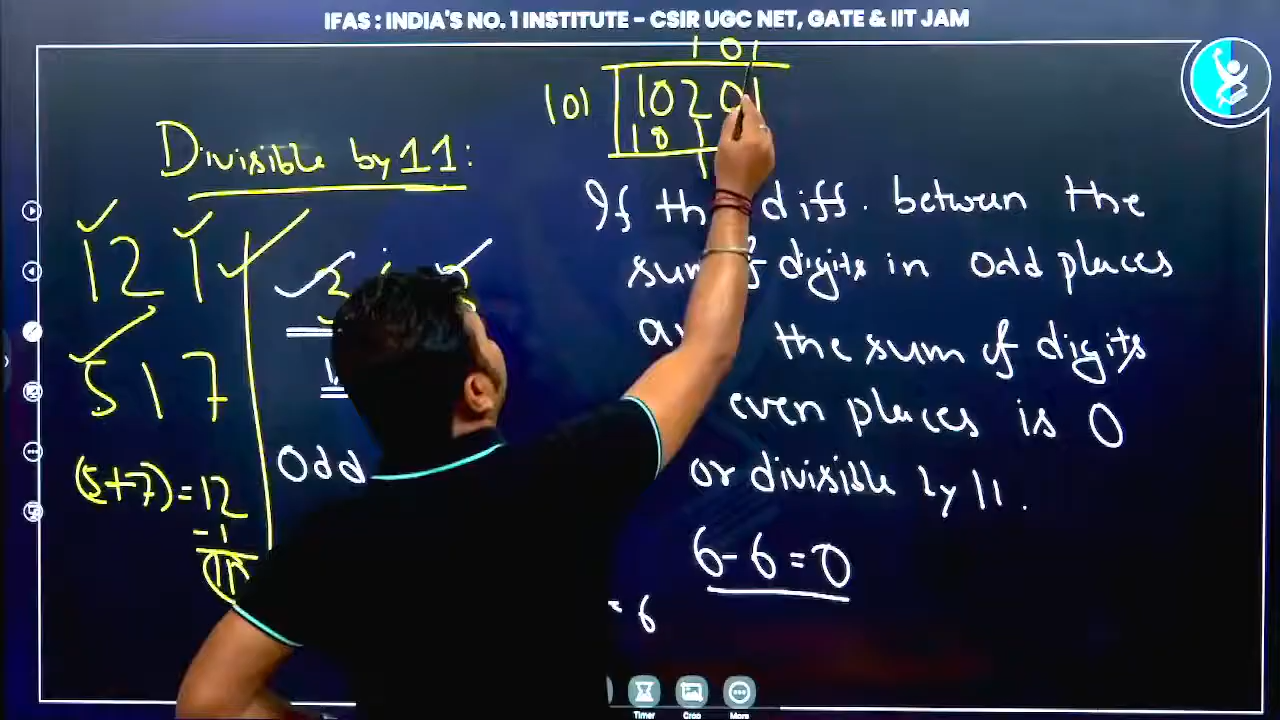 IFAS : INDIA'S NO. 1 INSTITUTE - CSIR UGC NET, GATE & IIT JAM
101
101
10201
101
1
Divisible by 11:
If th diff. between the
sum digits in odd places
the sum of digits
even places is 0
or divisible by 11.
6-6=0
= 6
121
517
(5+7)=12
-1
11
Odd
Timer
Crop
More